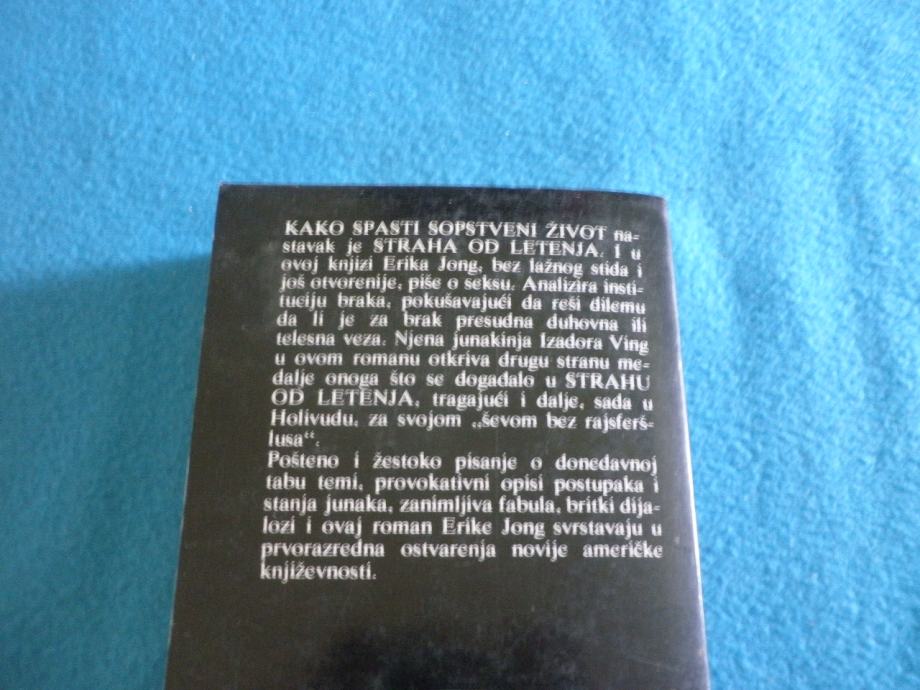 KAKO SPASTI SOPSTVENI ŽIVOT na-
stavak je STRAHA OD LETENJA. I u
ovoj knjizi Erika Jong, bez lažnog stida i
još otvorenije, piše o seksu. Analizira insti-
tuciju braka, pokušavajući da reši dilemu
da li je za brak presudna duhovna ili
telesna veza. Njena junakinja Izadora Ving
u ovom romanu otkriva drugu stranu me-
dalje onoga što se događalo u STRAHU
OD LETENJA, tragajući i dalje, sada u
Holivudu, za svojom „ševom bez rajsferš-
lusa“.
Pošteno i žestoko pisanje o donedavnoj
tabu temi, provokativni opisi postupaka i
stanja junaka, zanimljiva fabula, britki dija-
lozi i ovaj roman Erike Jong svrstavaju u
prvorazredna ostvarenja novije američke
književnosti.